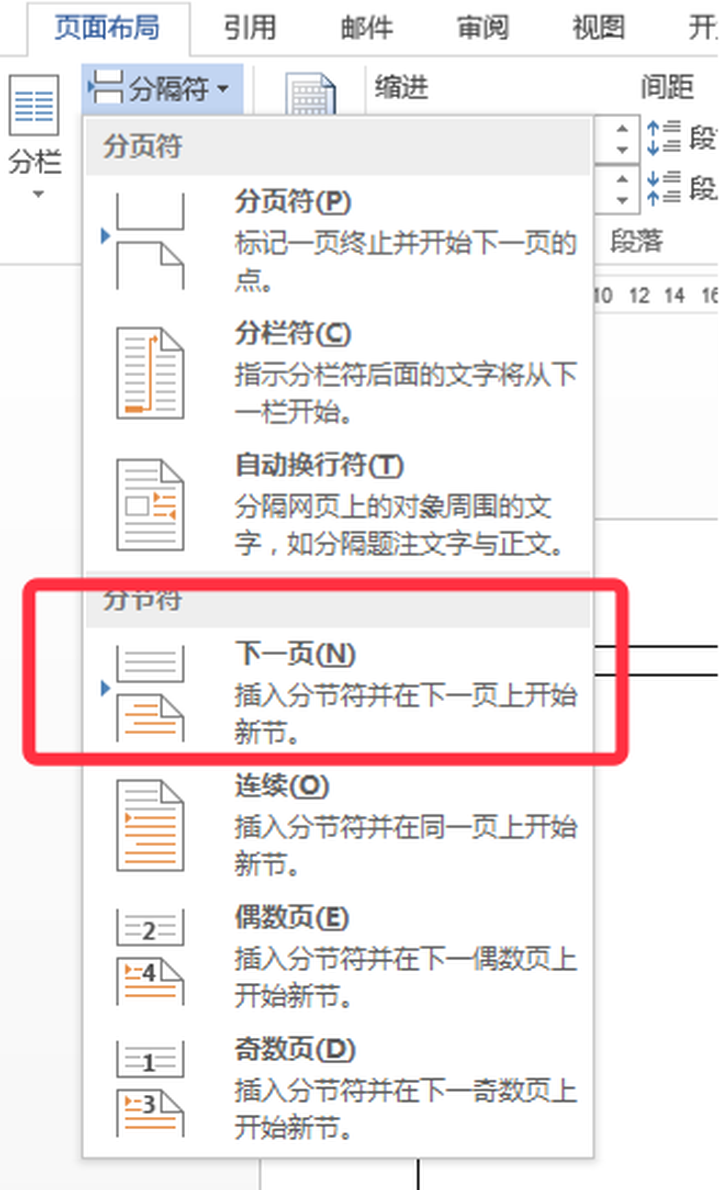 页面布局 引用 邮件 审阅 视图 开
分隔符 缩进 间距
分栏 段
段
段落
10 12 14 16
分页符
分页符(P)
标记一页终止并开始下一页的
点。
分栏符(C)
指示分栏符后面的文字将从下
一栏开始。
自动换行符(T)
分隔网页上的对象周围的文
字，如分隔题注文字与正文。
分节符
下一页(N)
插入分节符并在下一页上开始
新节。
连续(O)
插入分节符并在同一页上开始
新节。
2
4
偶数页(E)
插入分节符并在下一偶数页上
开始新节。
1
3
奇数页(D)
插入分节符并在下一奇数页上
开始新节。